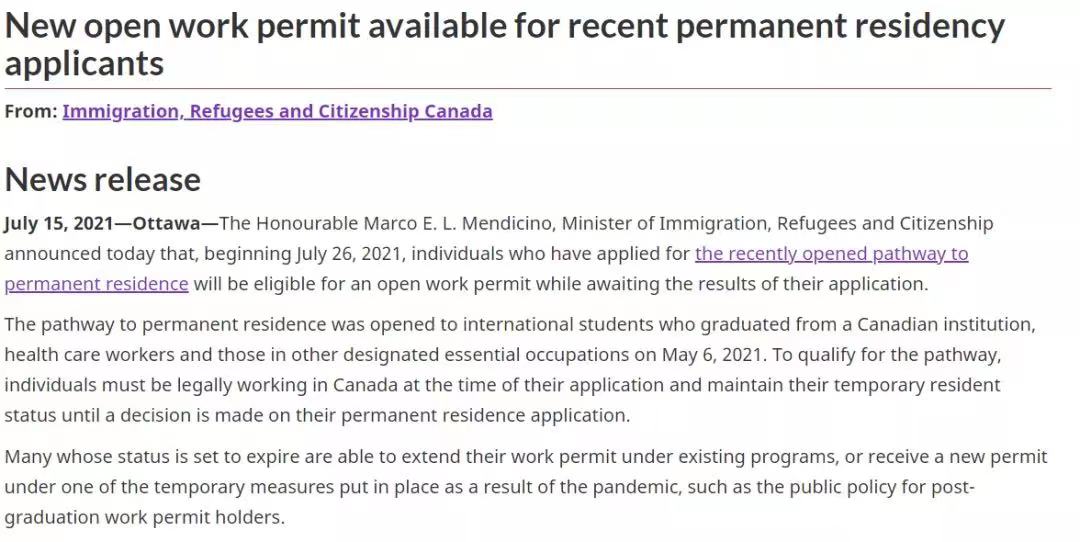 New open work permit available for recent permanent residency
applicants
From: Immigration, Refugees and Citizenship Canada
News release
July 15, 2021—Ottawa—The Honourable Marco E. L. Mendicino, Minister of Immigration, Refugees and Citizenship
announced today that, beginning July 26, 2021, individuals who have applied for the recently opened pathway to
permanent residence will be eligible for an open work permit while awaiting the results of their application.
The pathway to permanent residence was opened to international students who graduated from a Canadian institution,
health care workers and those in other designated essential occupations on May 6, 2021. To qualify for the pathway,
individuals must be legally working in Canada at the time of their application and maintain their temporary resident
status until a decision is made on their permanent residence application.
Many whose status is set to expire are able to extend their work permit under existing programs, or receive a new permit
under one of the temporary measures put in place as a result of the pandemic, such as the public policy for post-
graduation work permit holders.